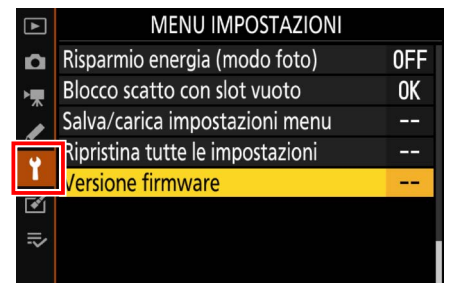 MENU IMPOSTAZIONI
Risparmio energia (modo foto) OFF
Blocco scatto con slot vuoto OK
Salva/carica impostazioni menu --
Ripristina tutte le impostazioni --
Versione firmware --